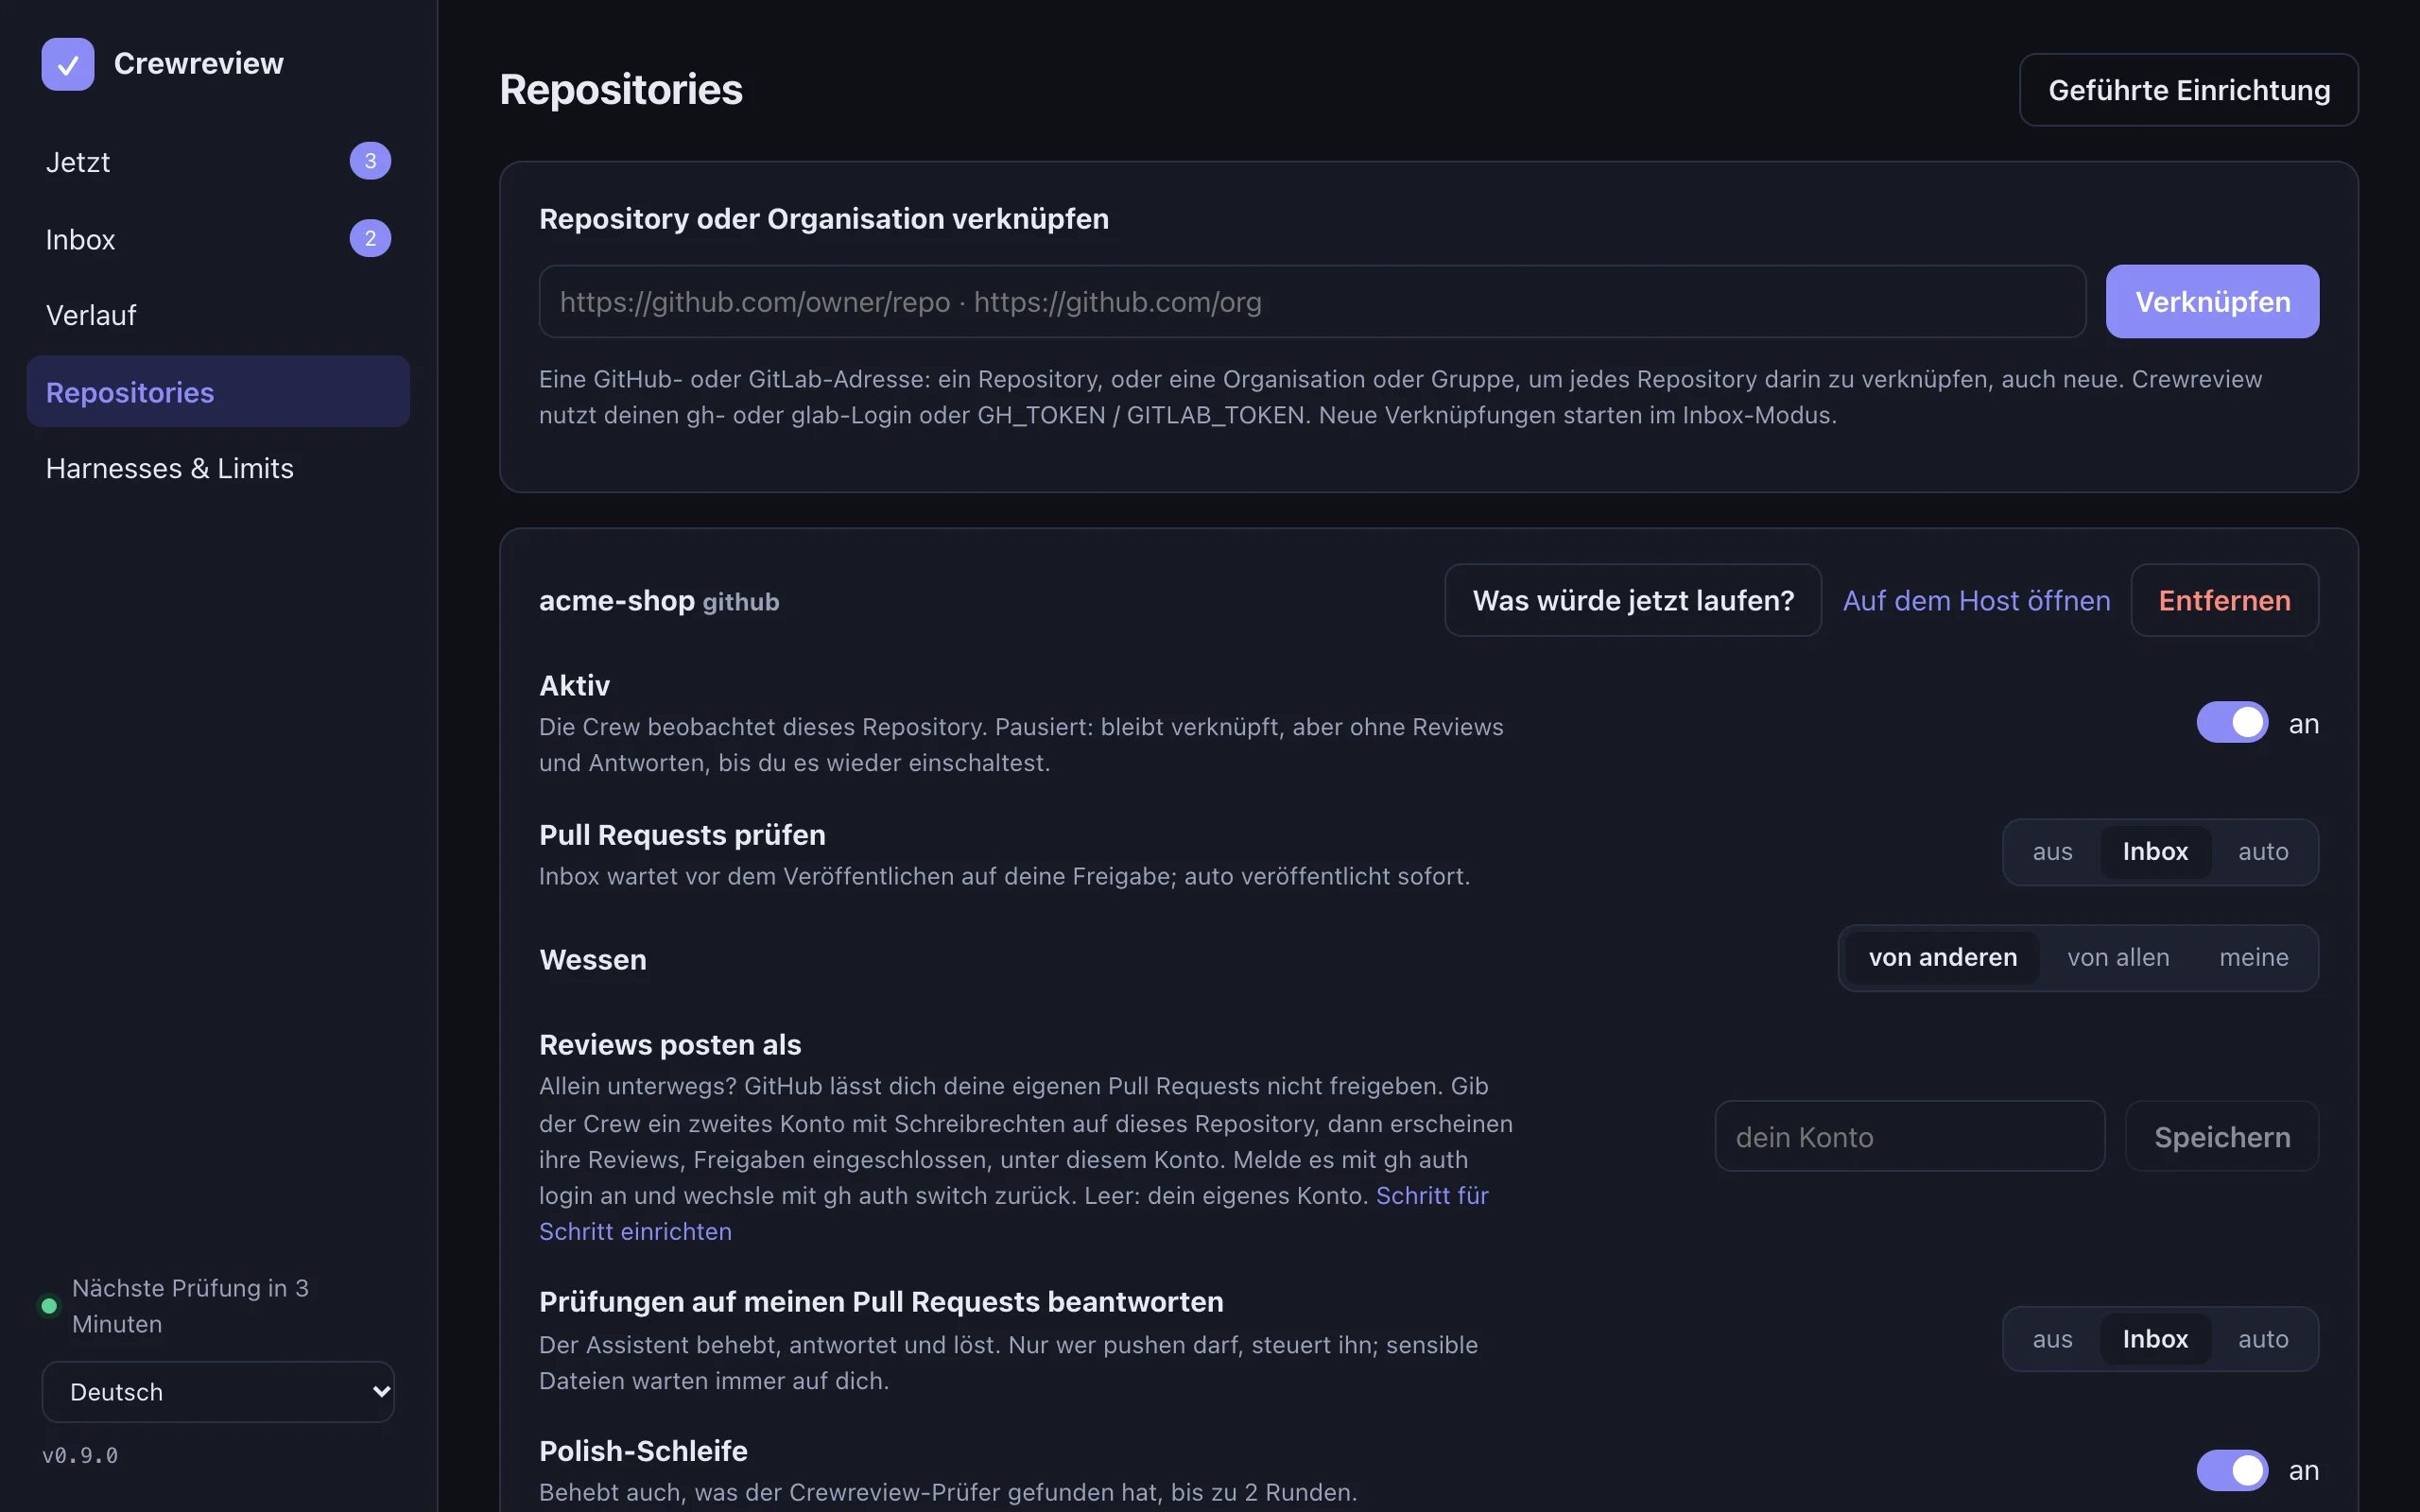 Crewreview
Jetzt 3
Inbox 2
Verlauf
Repositories
Harnesses & Limits
Nächste Prüfung in 3
Minuten
Deutsch
v0.9.0
Repositories
Geführte Einrichtung
Repository oder Organisation verknüpfen
https://github.com/owner/repo · https://github.com/org
Verknüpfen
Eine GitHub- oder GitLab-Adresse: ein Repository, oder eine Organisation oder Gruppe, um jedes Repository darin zu verknüpfen, auch neue. Crewreview
nutzt deinen gh- oder glab-Login oder GH_TOKEN / GITLAB_TOKEN. Neue Verknüpfungen starten im Inbox-Modus.
acme-shop github
Was würde jetzt laufen?
Auf dem Host öffnen
Entfernen
Aktiv
Die Crew beobachtet dieses Repository. Pausiert: bleibt verknüpft, aber ohne Reviews
und Antworten, bis du es wieder einschaltest.
an
Pull Requests prüfen
Inbox wartet vor dem Veröffentlichen auf deine Freigabe; auto veröffentlicht sofort.
aus Inbox auto
Wessen
von anderen von allen meine
Reviews posten als
Allein unterwegs? GitHub lässt dich deine eigenen Pull Requests nicht freigeben. Gib
der Crew ein zweites Konto mit Schreibrechten auf dieses Repository, dann erscheinen
ihre Reviews, Freigaben eingeschlossen, unter diesem Konto. Melde es mit gh auth
login an und wechsle mit gh auth switch zurück. Leer: dein eigenes Konto. Schritt für
Schritt einrichten
dein Konto
Speichern
Prüfungen auf meinen Pull Requests beantworten
Der Assistent behebt, antwortet und löst. Nur wer pushen darf, steuert ihn; sensible
Dateien warten immer auf dich.
aus Inbox auto
Polish-Schleife
Behebt auch, was der Crewreview-Prüfer gefunden hat, bis zu 2 Runden.
an